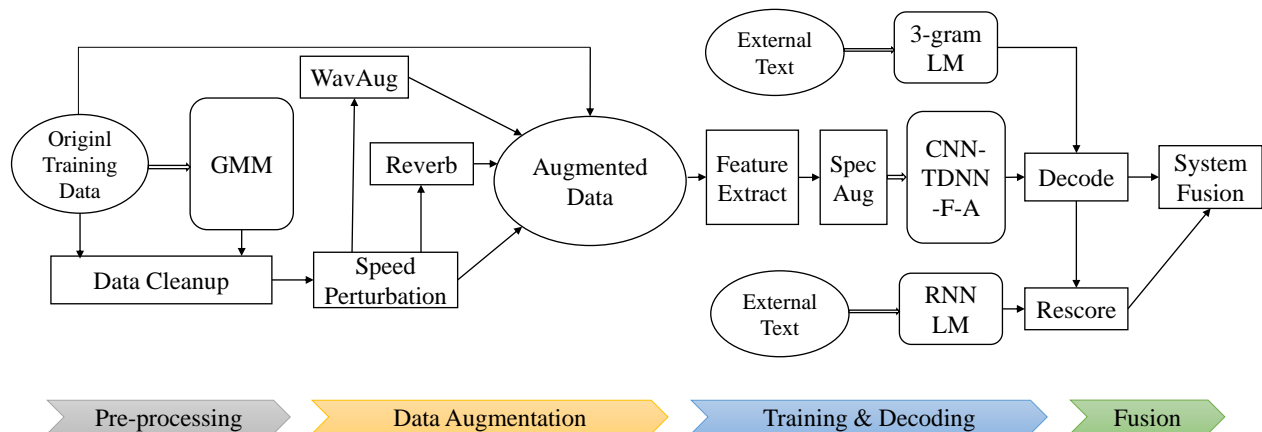 Originl
Training
Data
GMM
Data Cleanup
WavAug
Reverb
Speed
Perturbation
Augmented
Data
External
Text
3-gram
LM
Feature
Extract
Spec
Aug
CNN-
TDNN
-F-A
Decode
System
Fusion
External
Text
RNN
LM
Rescore
Pre-processing
Data Augmentation
Training & Decoding
Fusion